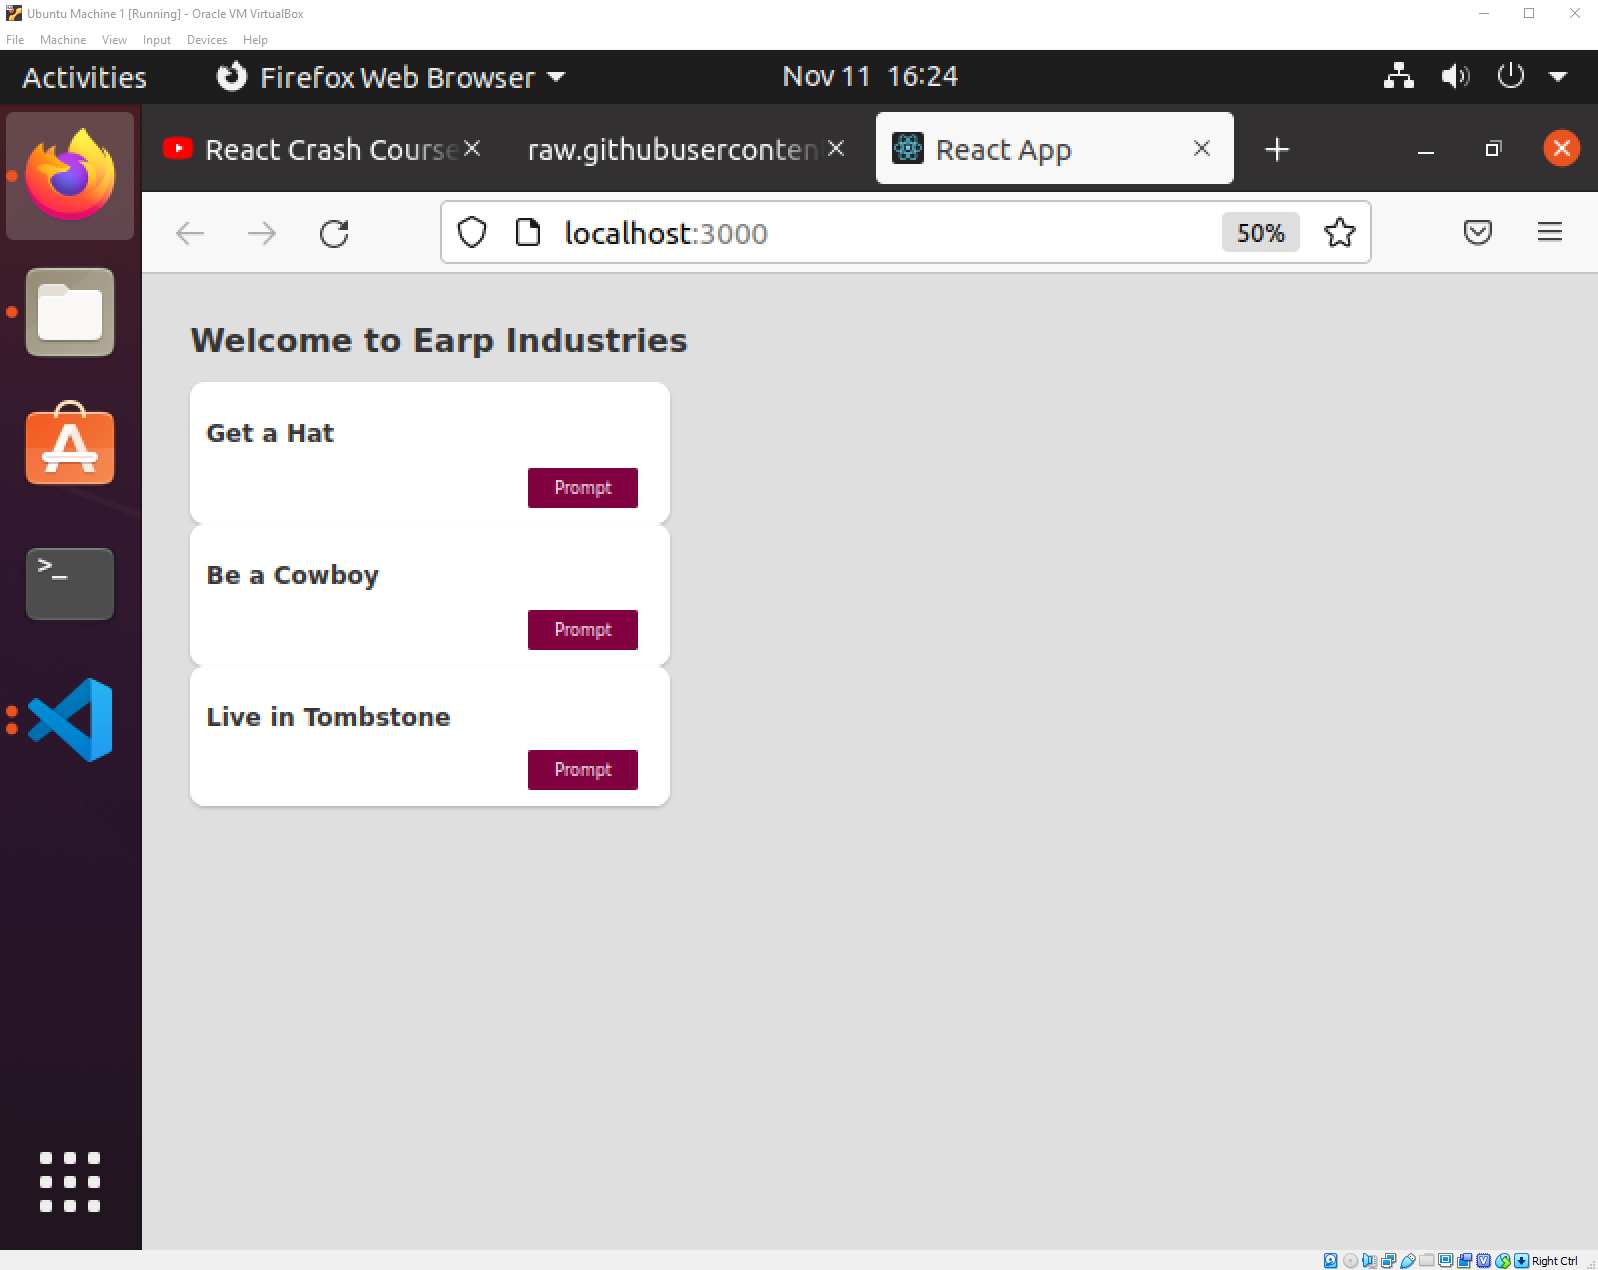 Ubuntu Machine 1 [Running] - Oracle VM VirtualBox
File Machine View Input Devices Help
Activities Firefox Web Browser Nov 11 16:24
React Crash Course raw.githubuserconten React App
localhost:3000 50%
Welcome to Earp Industries
Get a Hat
Prompt
Be a Cowboy
Prompt
Live in Tombstone
Prompt
Right Ctrl